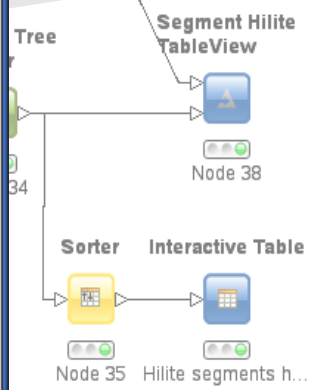 Segment Hilite
TableView
Tree
r
34
Node 38
Sorter
Interactive Table
Node 35
Hilite segments h...